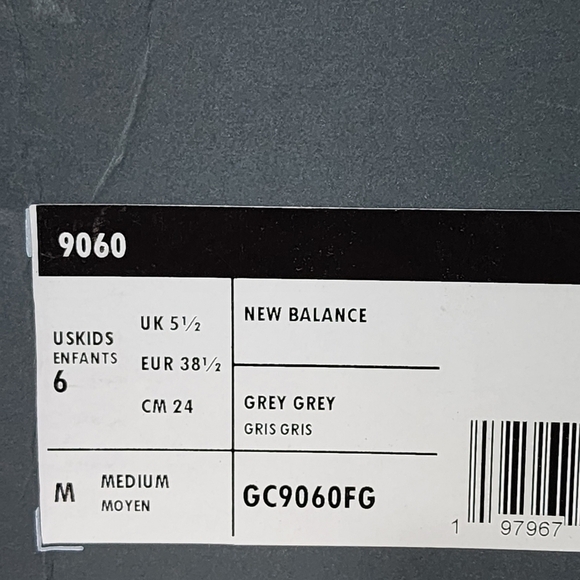 9060
USKIDS
ENFANTS
6
UK 5½
EUR 38½
CM 24
NEW BALANCE
GREY GREY
GRIS GRIS
M MEDIUM
MOYEN
GC9060FG
1 97967